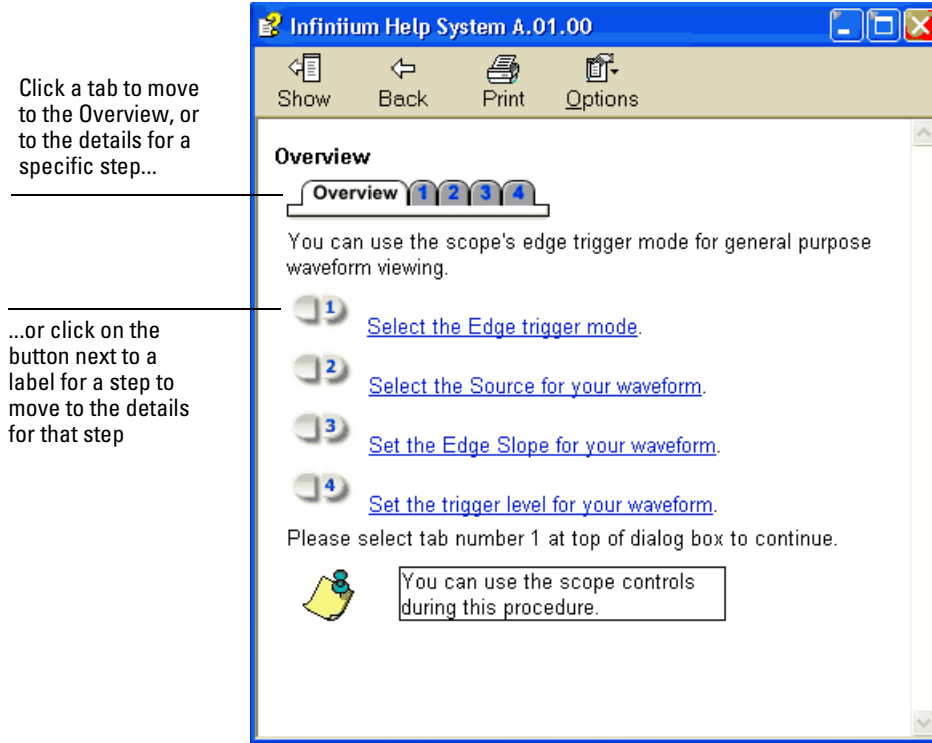 Infiniium Help System A.01.00
Show Back Print Options
Click a tab to move
to the Overview, or
to the details for a
specific step...
Overview
Overview 1 2 3 4
You can use the scope's edge trigger mode for general purpose
waveform viewing.
...or click on the
button next to a
label for a step to
move to the details
for that step
1 Select the Edge trigger mode.
2 Select the Source for your waveform.
3 Set the Edge Slope for your waveform.
4 Set the trigger level for your waveform.
Please select tab number 1 at top of dialog box to continue.
You can use the scope controls
during this procedure.